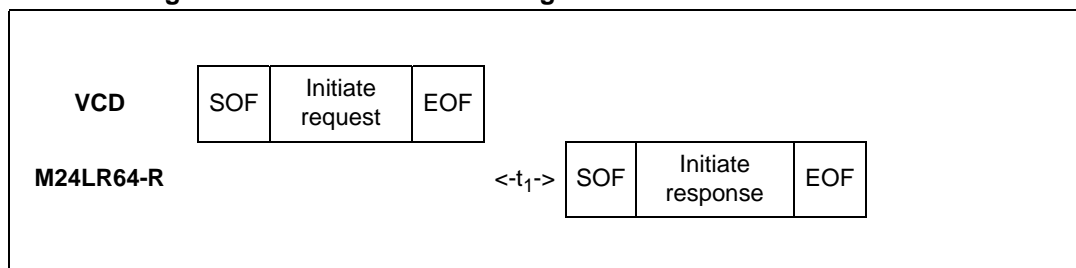 VCD SOF Initiate request EOF
M24LR64-R <-t1-> SOF Initiate response EOF